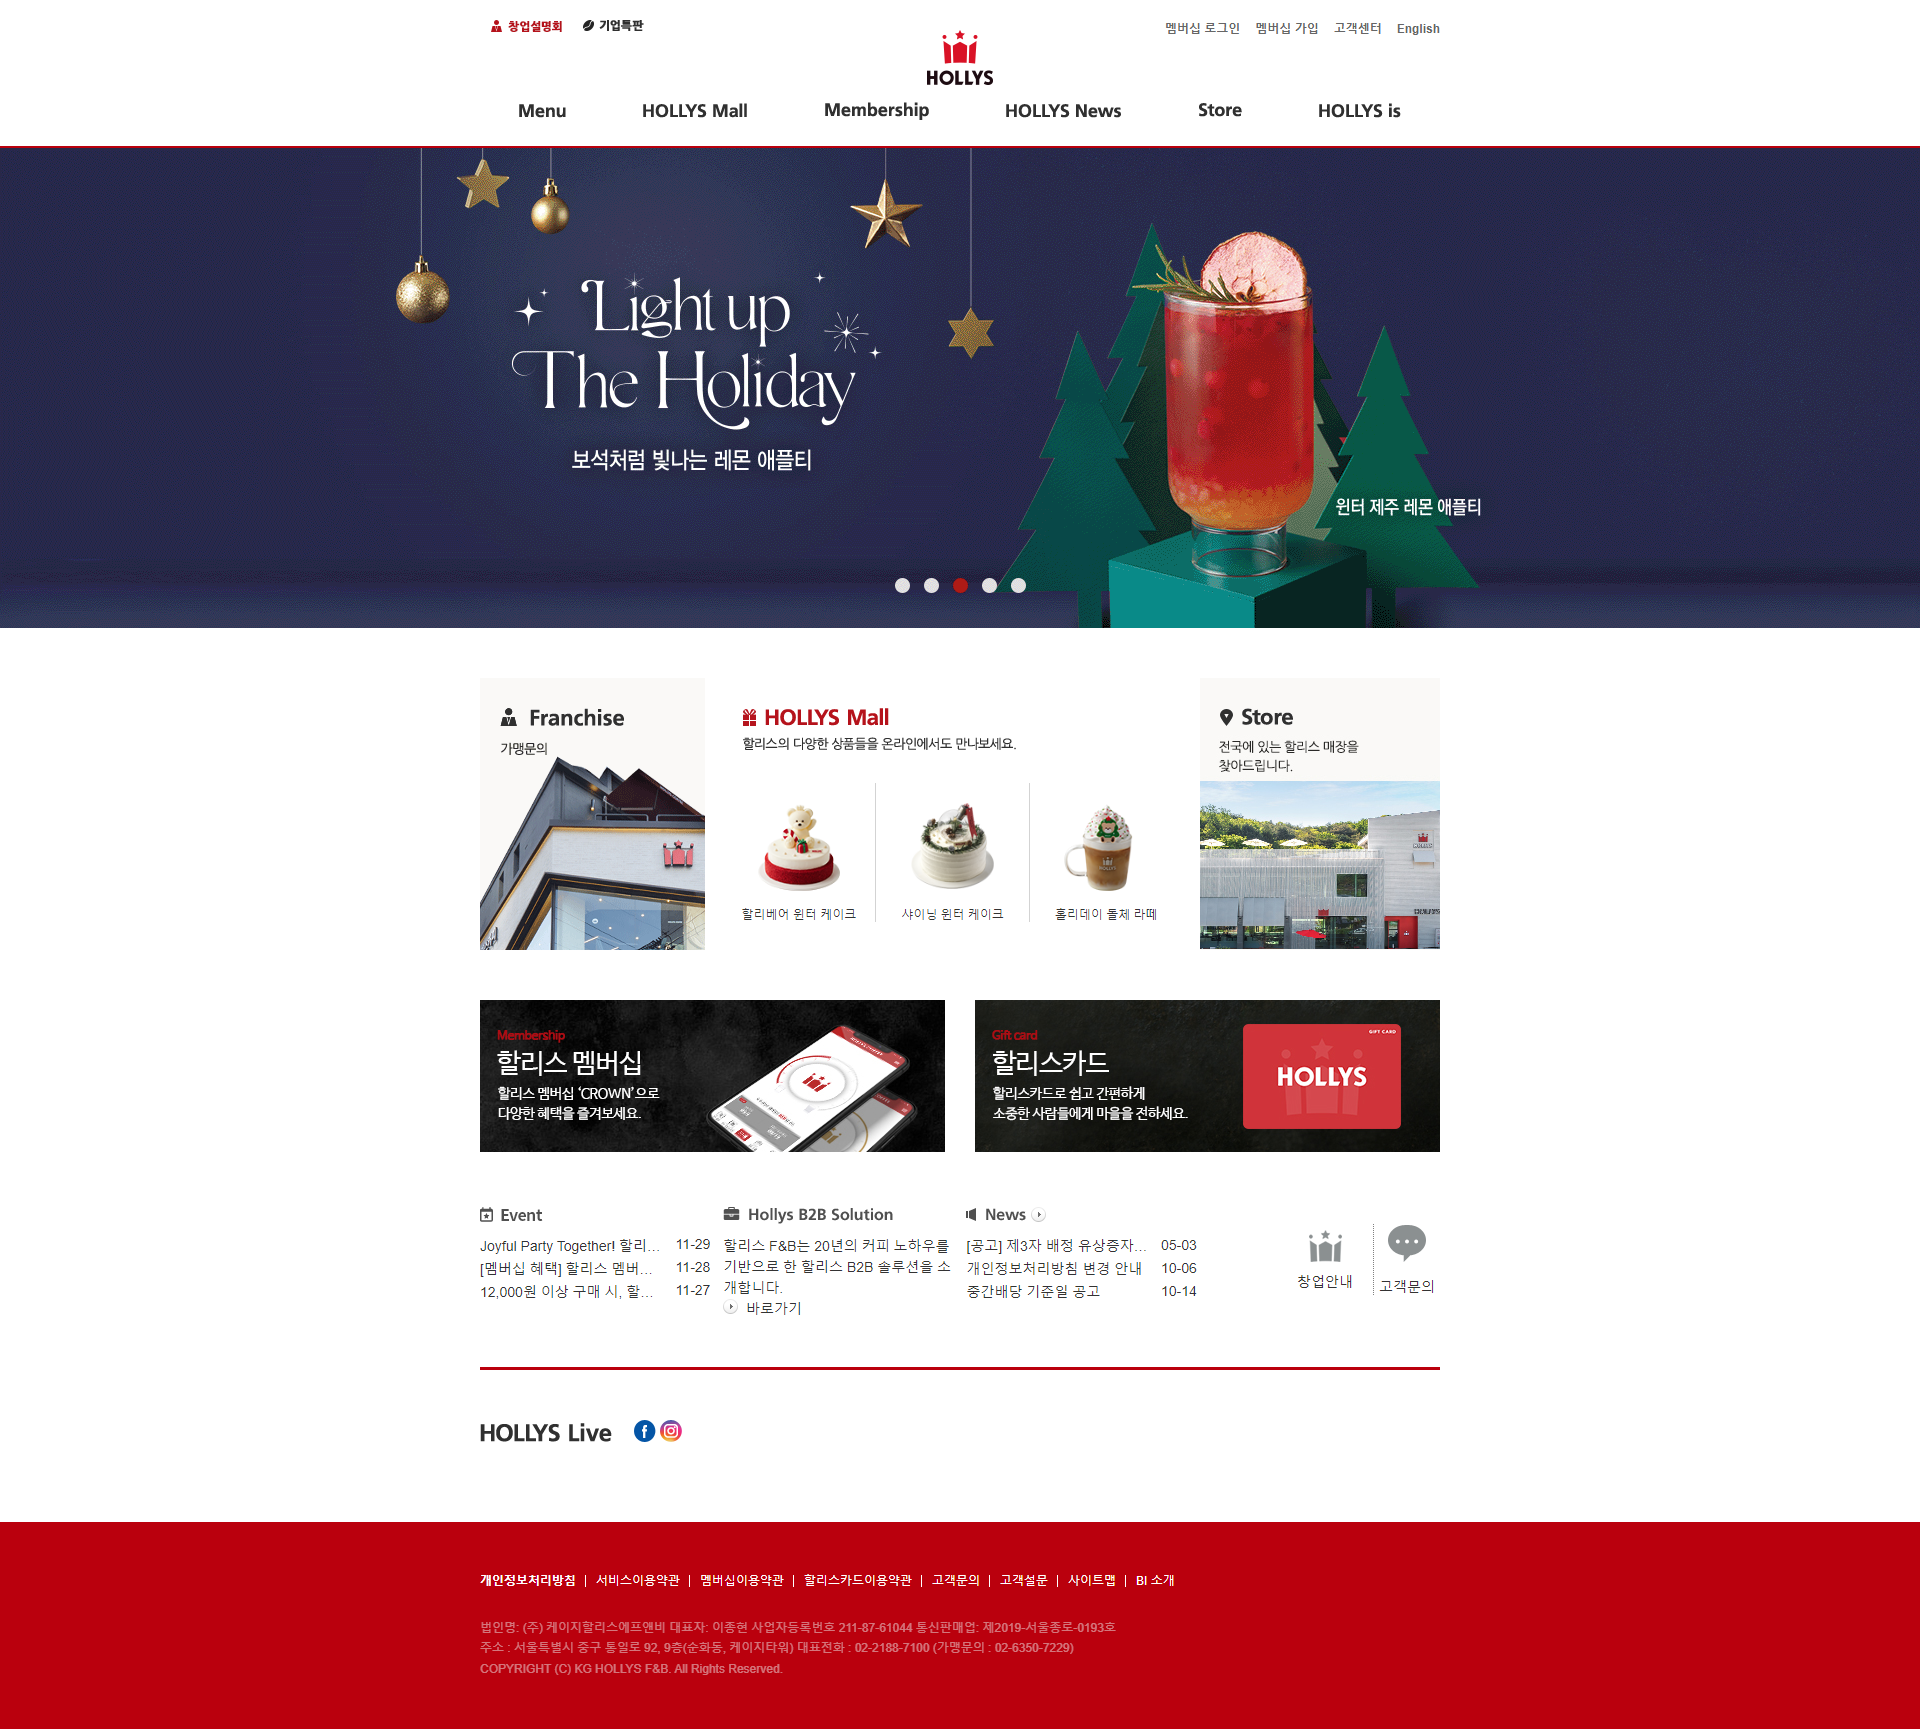 창업설명회
기업특판
멤버십 로그인
멤버십 가입
고객센터
English
HOLLYS
Menu
HOLLYS Mall
Membership
HOLLYS News
Store
HOLLYS is
Light up
The Holiday
보석처럼 빛나는 레몬 애플티
윈터 제주 레몬 애플티
Franchise
가맹문의
HOLLYS Mall
할리스의 다양한 상품들을 온라인에서도 만나보세요.
할리베어 윈터 케이크
샤이닝 윈터 케이크
홀리데이 돌체 라떼
Store
전국에 있는 할리스 매장을
찾아드립니다.
Membership
할리스 멤버십
할리스 멤버십 ‘CROWN’으로
다양한 혜택을 즐겨보세요.
Gift card
할리스카드
할리스카드로 쉽고 간편하게
소중한 사람들에게 마음을 전하세요.
GIFT CARD
HOLLYS
Event
Joyful Party Together! 할리... 11-29
[멤버십 혜택] 할리스 멤버... 11-28
12,000원 이상 구매 시, 할... 11-27
Hollys B2B Solution
할리스 F&B는 20년의 커피 노하우를
기반으로 한 할리스 B2B 솔루션을 소
개합니다.
바로가기
News
[공고] 제3자 배정 유상증자... 05-03
개인정보처리방침 변경 안내 10-06
중간배당 기준일 공고 10-14
창업안내
고객문의
HOLLYS Live
개인정보처리방침 | 서비스이용약관 | 멤버십이용약관 | 할리스카드이용약관 | 고객문의 | 고객설문 | 사이트맵 | BI 소개
법인명: (주) 케이지할리스에프앤비 대표자: 이종현 사업자등록번호 211-87-61044 통신판매업: 제2019-서울종로-0193호
주소 : 서울특별시 중구 통일로 92, 9층(순화동, 케이지타워) 대표전화 : 02-2188-7100 (가맹문의 : 02-6350-7229)
COPYRIGHT (C) KG HOLLYS F&B. All Rights Reserved.